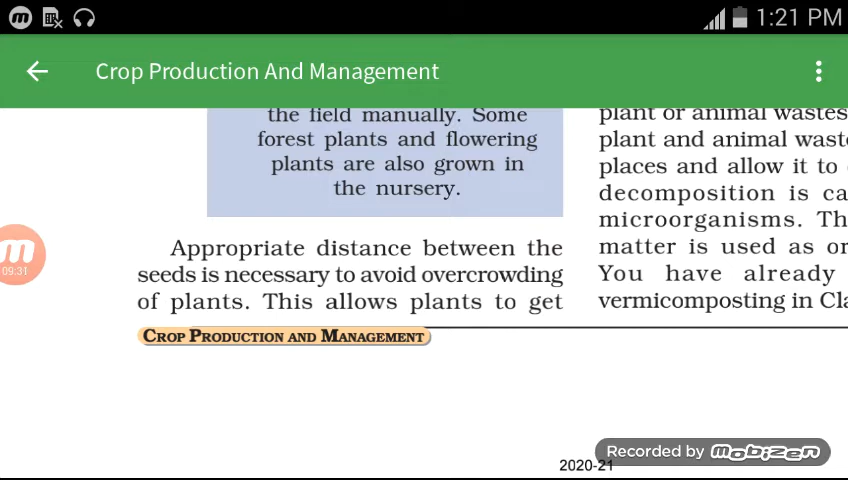 1:21 PM
Crop Production And Management
the field manually. Some
forest plants and flowering
plants are also grown in
the nursery.
Appropriate distance between the
seeds is necessary to avoid overcrowding
of plants. This allows plants to get
plant or animal wastes
plant and animal wast
places and allow it to
decomposition is ca
microorganisms. Th
matter is used as or
You have already
vermicomposting in Cla
09:31
CROP PRODUCTION AND MANAGEMENT
Recorded by mobizen
2020-21